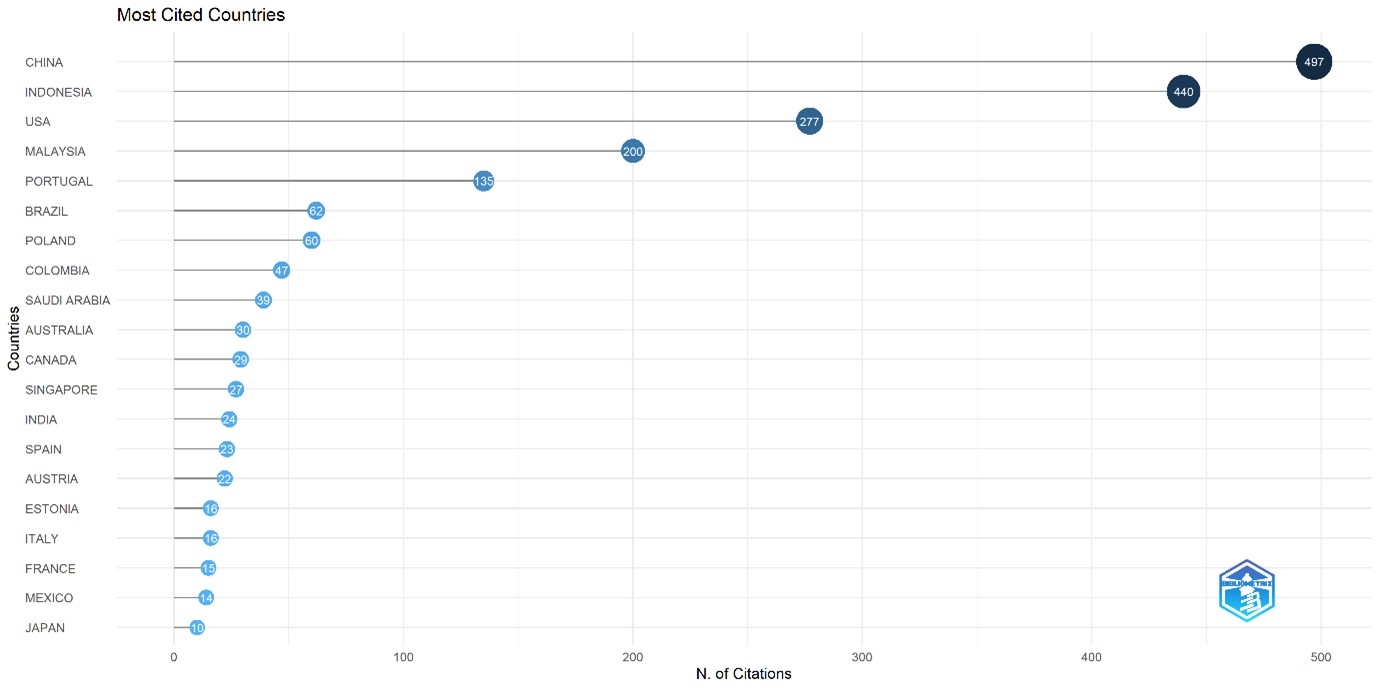 Most Cited Countries
CHINA 497
INDONESIA 440
USA 277
MALAYSIA 200
PORTUGAL 135
BRAZIL 62
POLAND 60
COLOMBIA 47
SAUDI ARABIA 39
AUSTRALIA 30
CANADA 29
SINGAPORE 27
INDIA 24
SPAIN 23
AUSTRIA 22
ESTONIA 16
ITALY 16
FRANCE 15
MEXICO 14
JAPAN 10
Countries
0 100 200 300 400 500
N. of Citations